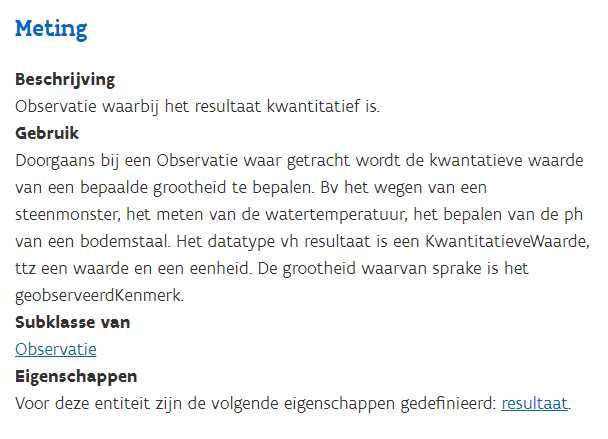 Meting
Beschrijving
Observatie waarbij het resultaat kwantitatief is.
Gebruik
Doorgaans bij een Observatie waar getracht wordt de kwantatieve waarde
van een bepaalde grootheid te bepalen. Bv het wegen van een
steenmonster, het meten van de watertemperatuur, het bepalen van de ph
van een bodemstaal. Het datatype vh resultaat is een KwantitatieveWaarde,
ttz een waarde en een eenheid. De grootheid waarvan sprake is het
geobserveerdKenmerk.
Subklasse van
Observatie
Eigenschappen
Voor deze entiteit zijn de volgende eigenschappen gedefinieerd: resultaat.